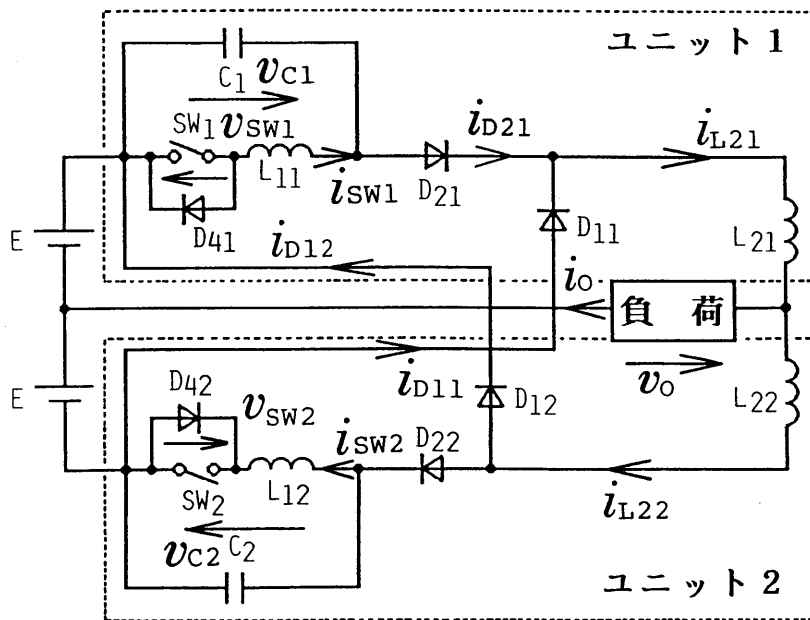 ユニット1
C1 vC1
SW1 vSW1
L11
iSW1
D41
iD21
D21
iL21
D11
L21
iD12
E
iO
負 荷
vO
E
iD11
D12
L22
D42
vSW2
iSW2
D22
SW2
L12
iL22
vC2 C2
ユニット2